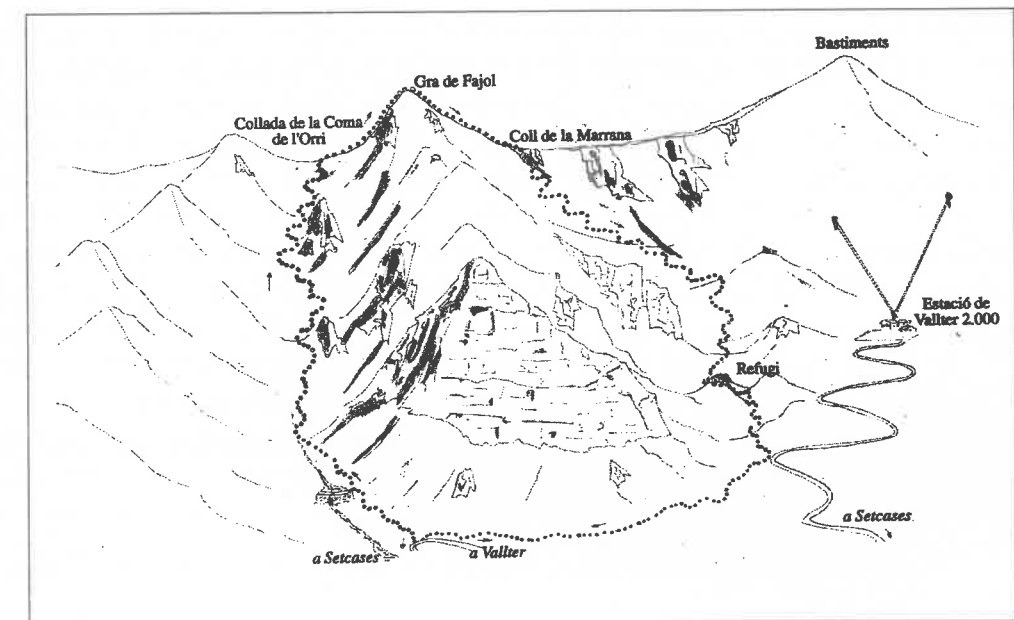 Bastiments
Gra de Fajol
Collada de la Coma
de l'Orri
Coll de la Marrana
Estació de
Vallter 2.000
Refugi
a Setcases
a Setcases
a Vallter